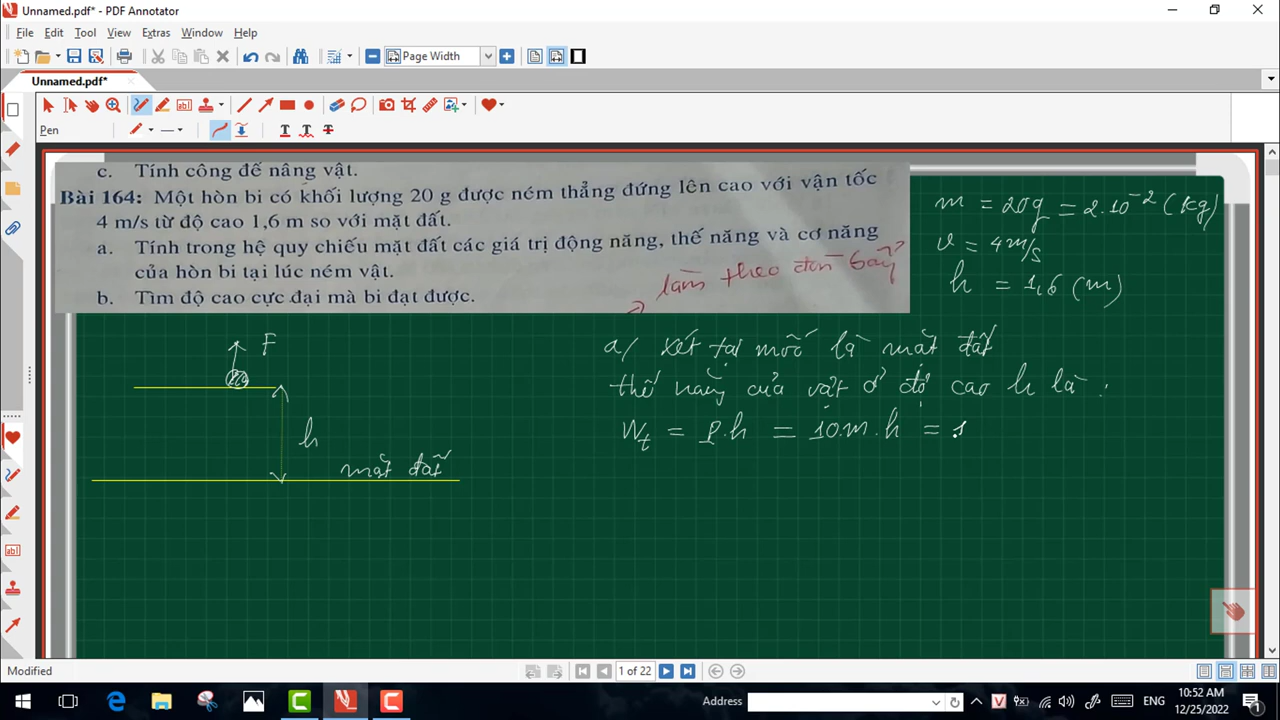 Unnamed.pdf* - PDF Annotator
File Edit Tool View Extras Window Help
Page Width
Unnamed.pdf*
Pen
c. Tính công để nâng vật.
Bài 164: Một hòn bi có khối lượng 20 g được ném thẳng đứng lên cao với vận tốc
4 m/s từ độ cao 1,6 m so với mặt đất.
a. Tính trong hệ quy chiếu mặt đất các giá trị động năng, thế năng và cơ năng
của hòn bi tại lúc ném vật.
b. Tìm độ cao cực đại mà bi đạt được.
làm theo đơn
m = 20g = 2.10⁻² (kg)
v = 4m/s
h = 1,6 (m)
F
h
mặt đất
a/ xét tại mốc là mặt đất
thế năng của vật ở độ cao h là :
Wt = P.h = 10.m.h =
Modified
1 of 22
Address
ENG
10:52 AM
12/25/2022